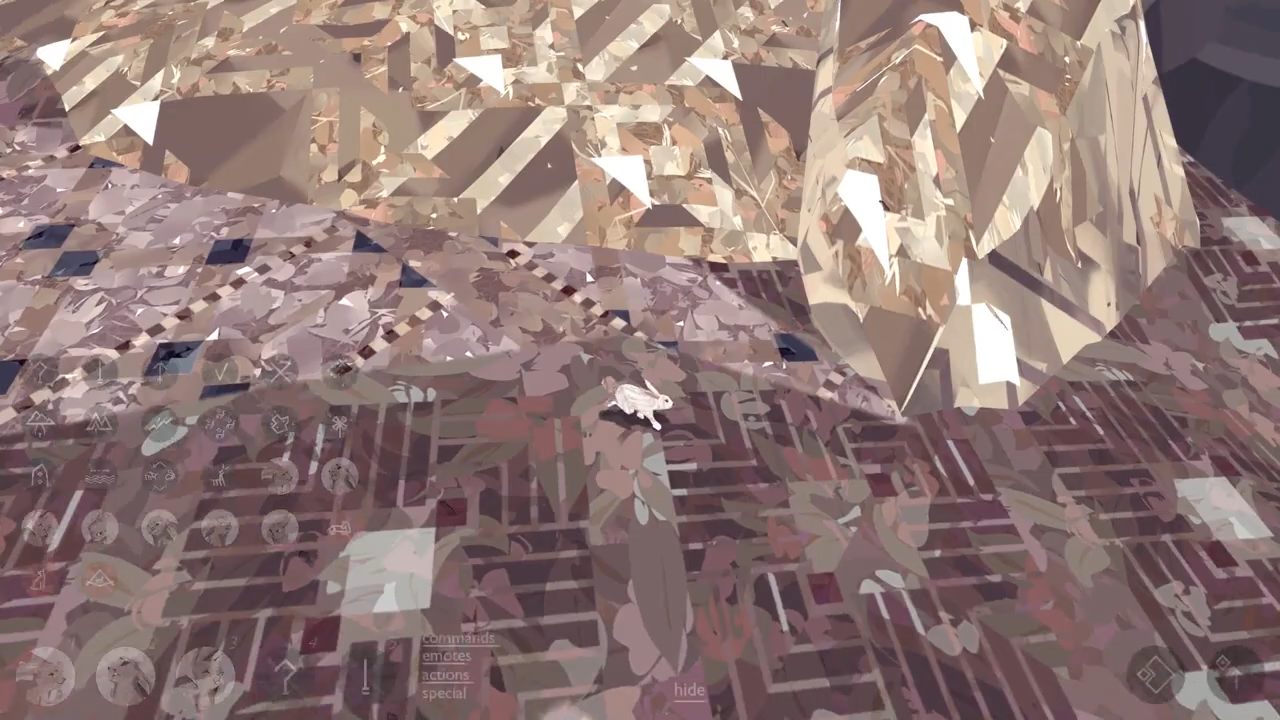 commands
emotes
actions
special
hide